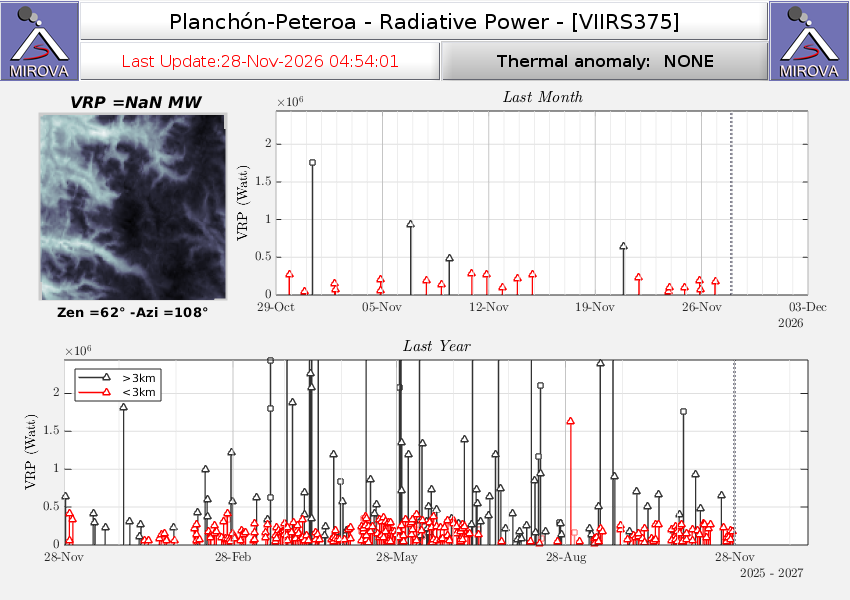 Planchón-Peteroa - Radiative Power - [VIIRS375]
MIROVA
Last Update:28-Nov-2026 04:54:01
Thermal anomaly: NONE
MIROVA
VRP =NaN MW
Zen =62° -Azi =108°
Last Month
×10⁶
VRP (Watt)
2
1.5
1
0.5
0
29-Oct
05-Nov
12-Nov
19-Nov
26-Nov
03-Dec
2026
Last Year
×10⁶
VRP (Watt)
>3km
<3km
2
1.5
1
0.5
0
28-Nov
28-Feb
28-May
28-Aug
28-Nov
2025 - 2027